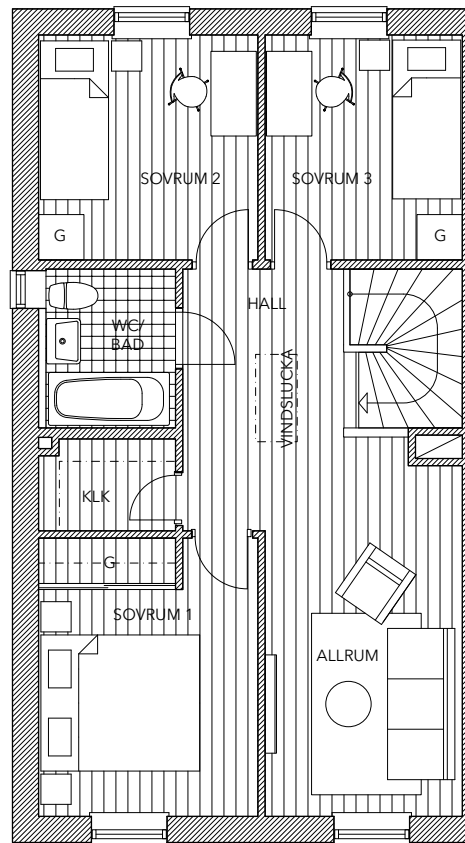 SOVRUM 2
SOVRUM 3
G
G
HALL
WC/
BAD
VINDSLUCKA
KLK
G
SOVRUM 1
ALLRUM